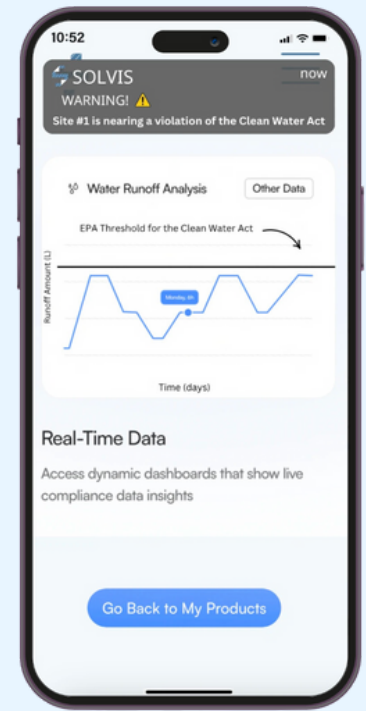 10:52
SOLVIS
now
WARNING! ⚠️
Site #1 is nearing a violation of the Clean Water Act
Water Runoff Analysis
Other Data
EPA Threshold for the Clean Water Act
Runoff Amount (L)
Monday, 6h
Time (days)
Real-Time Data
Access dynamic dashboards that show live
compliance data insights
Go Back to My Products